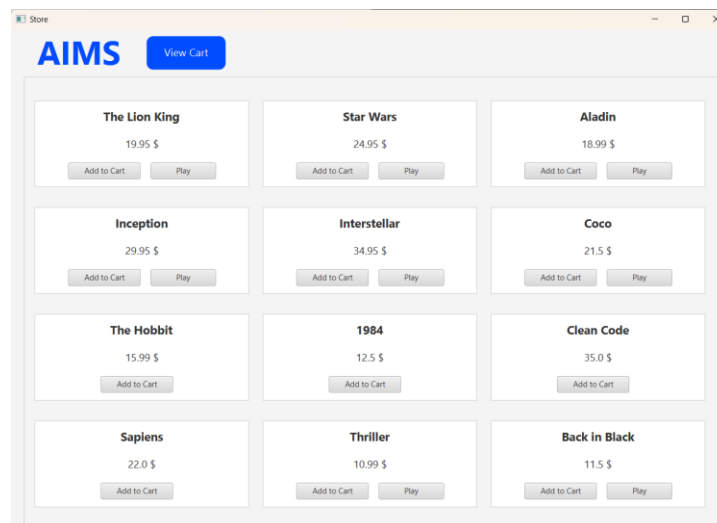 Store
AIMS View Cart
The Lion King Star Wars Aladin
19.95 $ 24.95 $ 18.99 $
Add to Cart Play Add to Cart Play Add to Cart Play
Inception Interstellar Coco
29.95 $ 34.95 $ 21.5 $
Add to Cart Play Add to Cart Play Add to Cart Play
The Hobbit 1984 Clean Code
15.99 $ 12.5 $ 35.0 $
Add to Cart Add to Cart Add to Cart
Sapiens Thriller Back in Black
22.0 $ 10.99 $ 11.5 $
Add to Cart Add to Cart Play Add to Cart Play